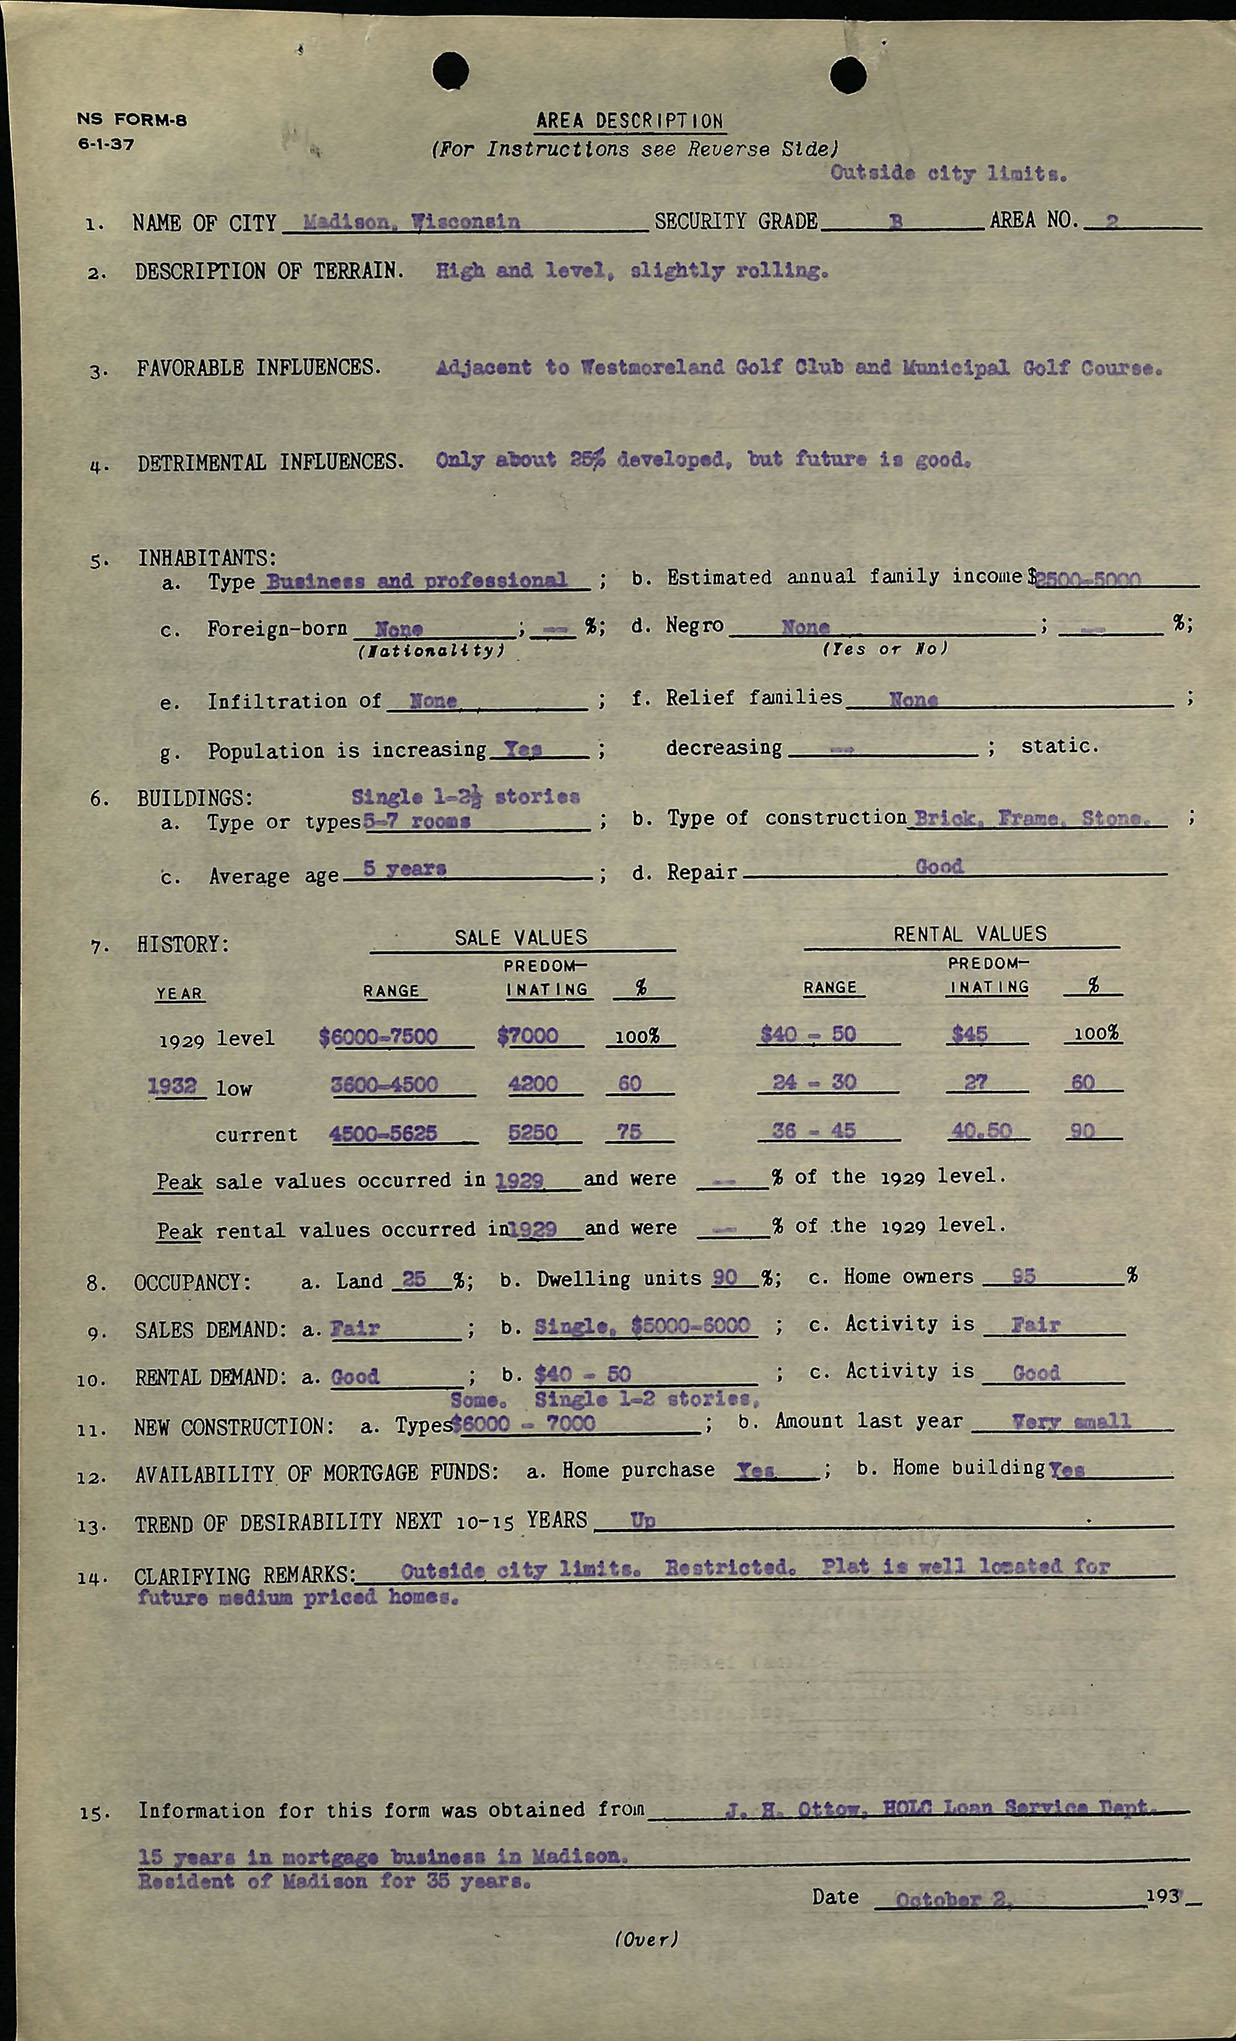 NS FORM-8
6-1-37
AREA DESCRIPTION
(For Instructions see Reverse Side)
Outside city limits.
1. NAME OF CITY Madison, Wisconsin SECURITY GRADE B AREA NO. 2
2. DESCRIPTION OF TERRAIN. High and level, slightly rolling.
3. FAVORABLE INFLUENCES. Adjacent to Westmoreland Golf Club and Municipal Golf Course.
4. DETRIMENTAL INFLUENCES. Only about 25% developed, but future is good.
5. INHABITANTS:
a. Type Business and professional ; b. Estimated annual family income $2500-5000
c. Foreign-born None ; -- %; d. Negro None ; -- %;
(Nationality) (Yes or No)
e. Infiltration of None ; f. Relief families None ;
g. Population is increasing Yes ; decreasing -- ; static.
6. BUILDINGS: Single 1-2½ stories
a. Type or types 5-7 rooms ; b. Type of construction Brick, Frame, Stone. ;
c. Average age 5 years ; d. Repair Good
7. HISTORY: SALE VALUES RENTAL VALUES
PREDOM- PREDOM-
YEAR RANGE INATING % RANGE INATING %
1929 level $6000-7500 $7000 100% $40 - 50 $45 100%
1932 low 3600-4500 4200 60 24 - 30 27 60
current 4500-5625 5250 75 36 - 45 40.50 90
Peak sale values occurred in 1929 and were -- % of the 1929 level.
Peak rental values occurred in 1929 and were -- % of the 1929 level.
8. OCCUPANCY: a. Land 25 %; b. Dwelling units 90 %; c. Home owners 95 %
9. SALES DEMAND: a. Fair ; b. Single, $5000-6000 ; c. Activity is Fair
10. RENTAL DEMAND: a. Good ; b. $40 - 50 ; c. Activity is Good
Some. Single 1-2 stories,
11. NEW CONSTRUCTION: a. Types $6000 - 7000 ; b. Amount last year Very small
12. AVAILABILITY OF MORTGAGE FUNDS: a. Home purchase Yes ; b. Home building Yes
13. TREND OF DESIRABILITY NEXT 10-15 YEARS Up
14. CLARIFYING REMARKS: Outside city limits. Restricted. Plat is well located for
future medium priced homes.
15. Information for this form was obtained from J. H. Ottow, HOLC Loan Service Dept.
15 years in mortgage business in Madison.
Resident of Madison for 35 years.
Date October 2, 193
(Over)